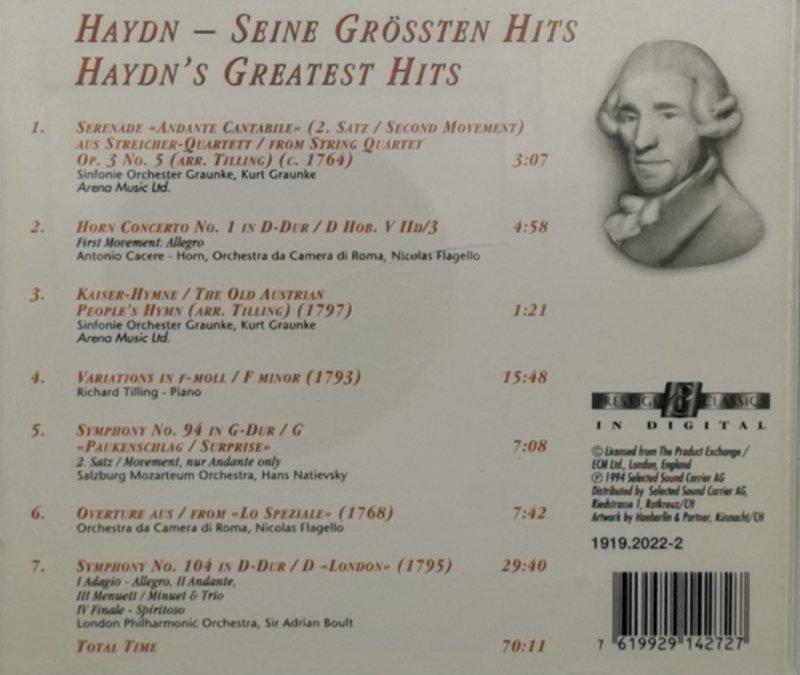 HAYDN – SEINE GRÖSSTEN HITS
HAYDN'S GREATEST HITS
1. SERENADE «ANDANTE CANTABILE» (2. SATZ / SECOND MOVEMENT)
AUS STREICHER-QUARTETT / FROM STRING QUARTET
OP. 3 NO. 5 (ARR. TILLING) (C. 1764) 3:07
Sinfonie Orchester Graunke, Kurt Graunke
Arena Music Ltd.
2. HORN CONCERTO NO. 1 IN D-DUR / D HOB. V IID/3 4:58
First Movement: Allegro
Antonio Cacere - Horn, Orchestra da Camera di Roma, Nicolas Flagello
3. KAISER-HYMNE / THE OLD AUSTRIAN
PEOPLE'S HYMN (ARR. TILLING) (1797) 1:21
Sinfonie Orchester Graunke, Kurt Graunke
Arena Music Ltd.
4. VARIATIONS IN F-MOLL / F MINOR (1793) 15:48
Richard Tilling - Piano
5. SYMPHONY NO. 94 IN G-DUR / G
«PAUKENSCHLAG / SURPRISE» 7:08
2. Satz / Movement, nur Andante only
Salzburg Mozarteum Orchestra, Hans Natievsky
6. OVERTURE AUS / FROM «LO SPEZIALE» (1768) 7:42
Orchestra da Camera di Roma, Nicolas Flagello
7. SYMPHONY NO. 104 IN D-DUR / D «LONDON» (1795) 29:40
I Adagio - Allegro, II Andante,
III Menuett / Minuet & Trio
IV Finale - Spiritoso
London Philharmonic Orchestra, Sir Adrian Boult
TOTAL TIME 70:11
PRESTIGE CLASSICS
IN DIGITAL
© Licensed from The Product Exchange /
ECM Ltd., London, England
℗ 1994 Selected Sound Carrier AG
Distributed by Selected Sound Carrier AG,
Riedstrasse 1, Rotkreuz/CH
Artwork by Haeberlin & Partner, Küsnacht/CH
1919.2022-2
7 619929 142727